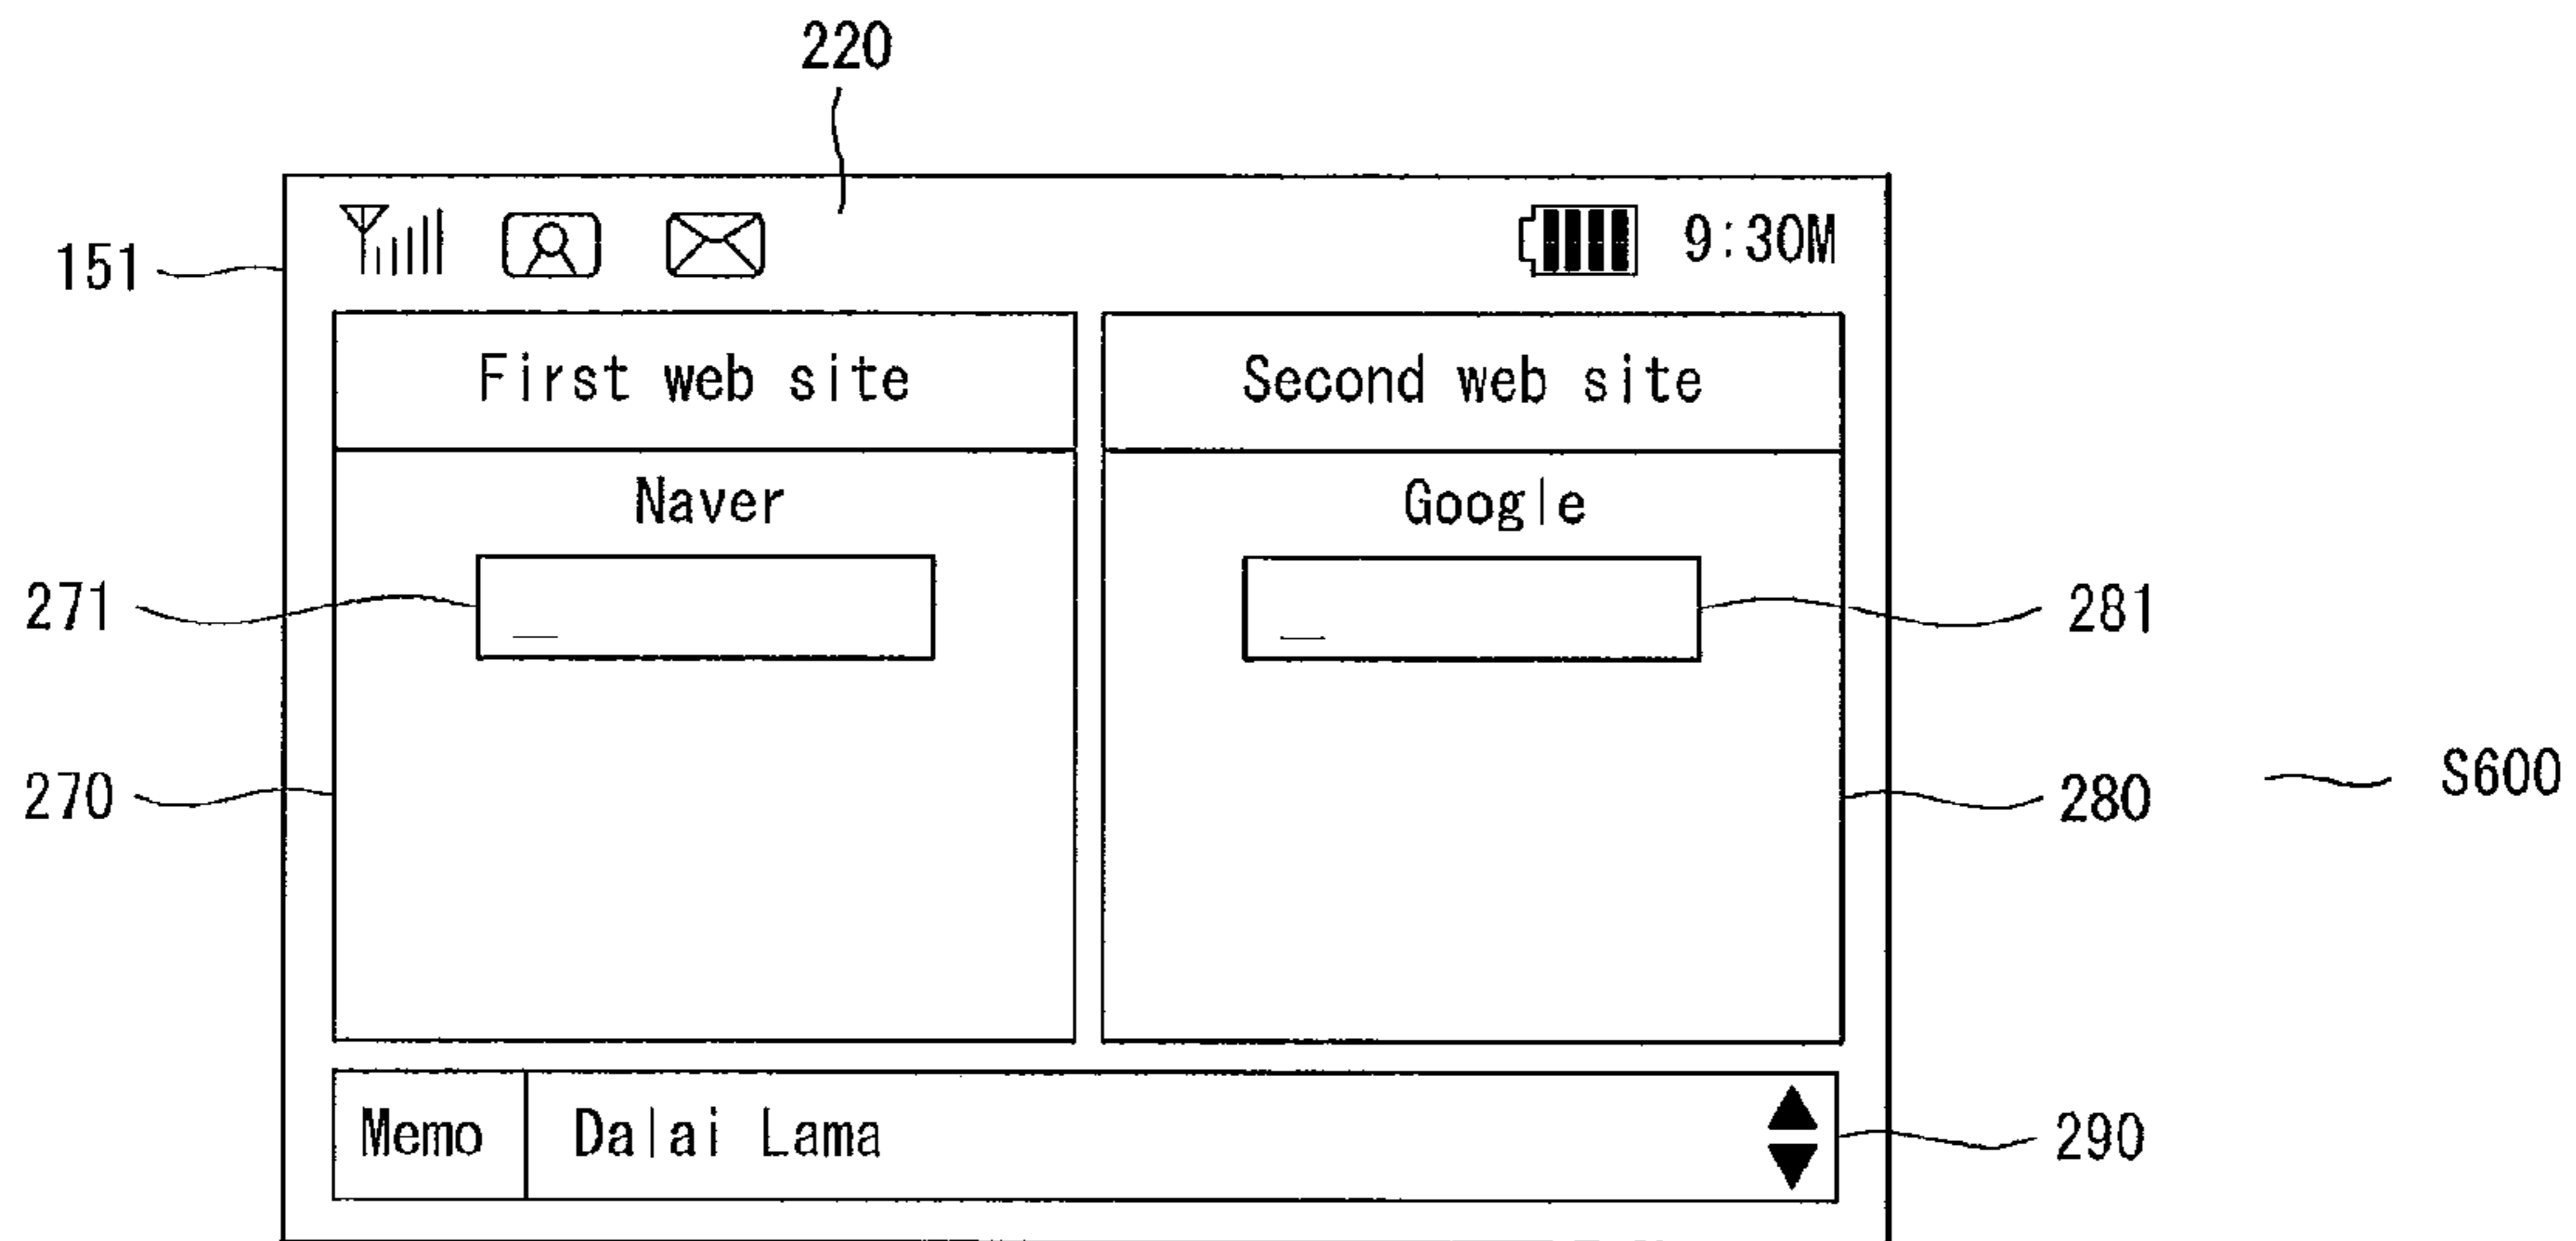 220
151
9:30M
First web site
Second web site
Naver
Google
271
281
270
280
S600
Memo
Dalai Lama
290